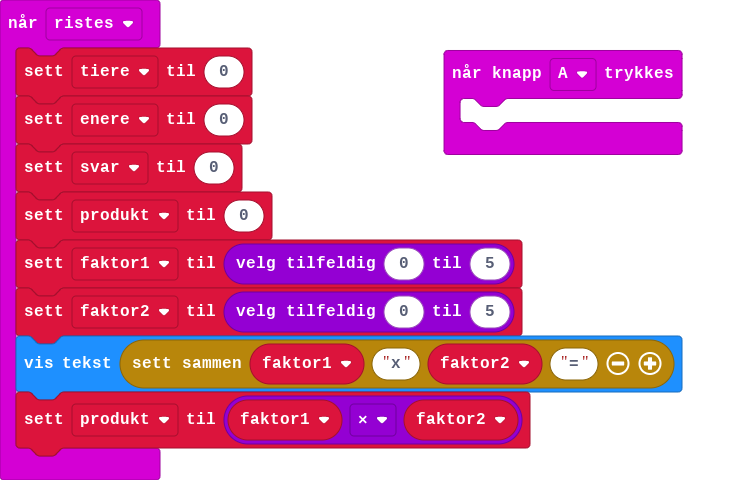 når ristes
sett tiere til 0
når knapp A trykkes
sett enere til 0
sett svar til 0
sett produkt til 0
sett faktor1 til velg tilfeldig 0 til 5
sett faktor2 til velg tilfeldig 0 til 5
vis tekst sett sammen faktor1 "x" faktor2 "="
sett produkt til faktor1 × faktor2